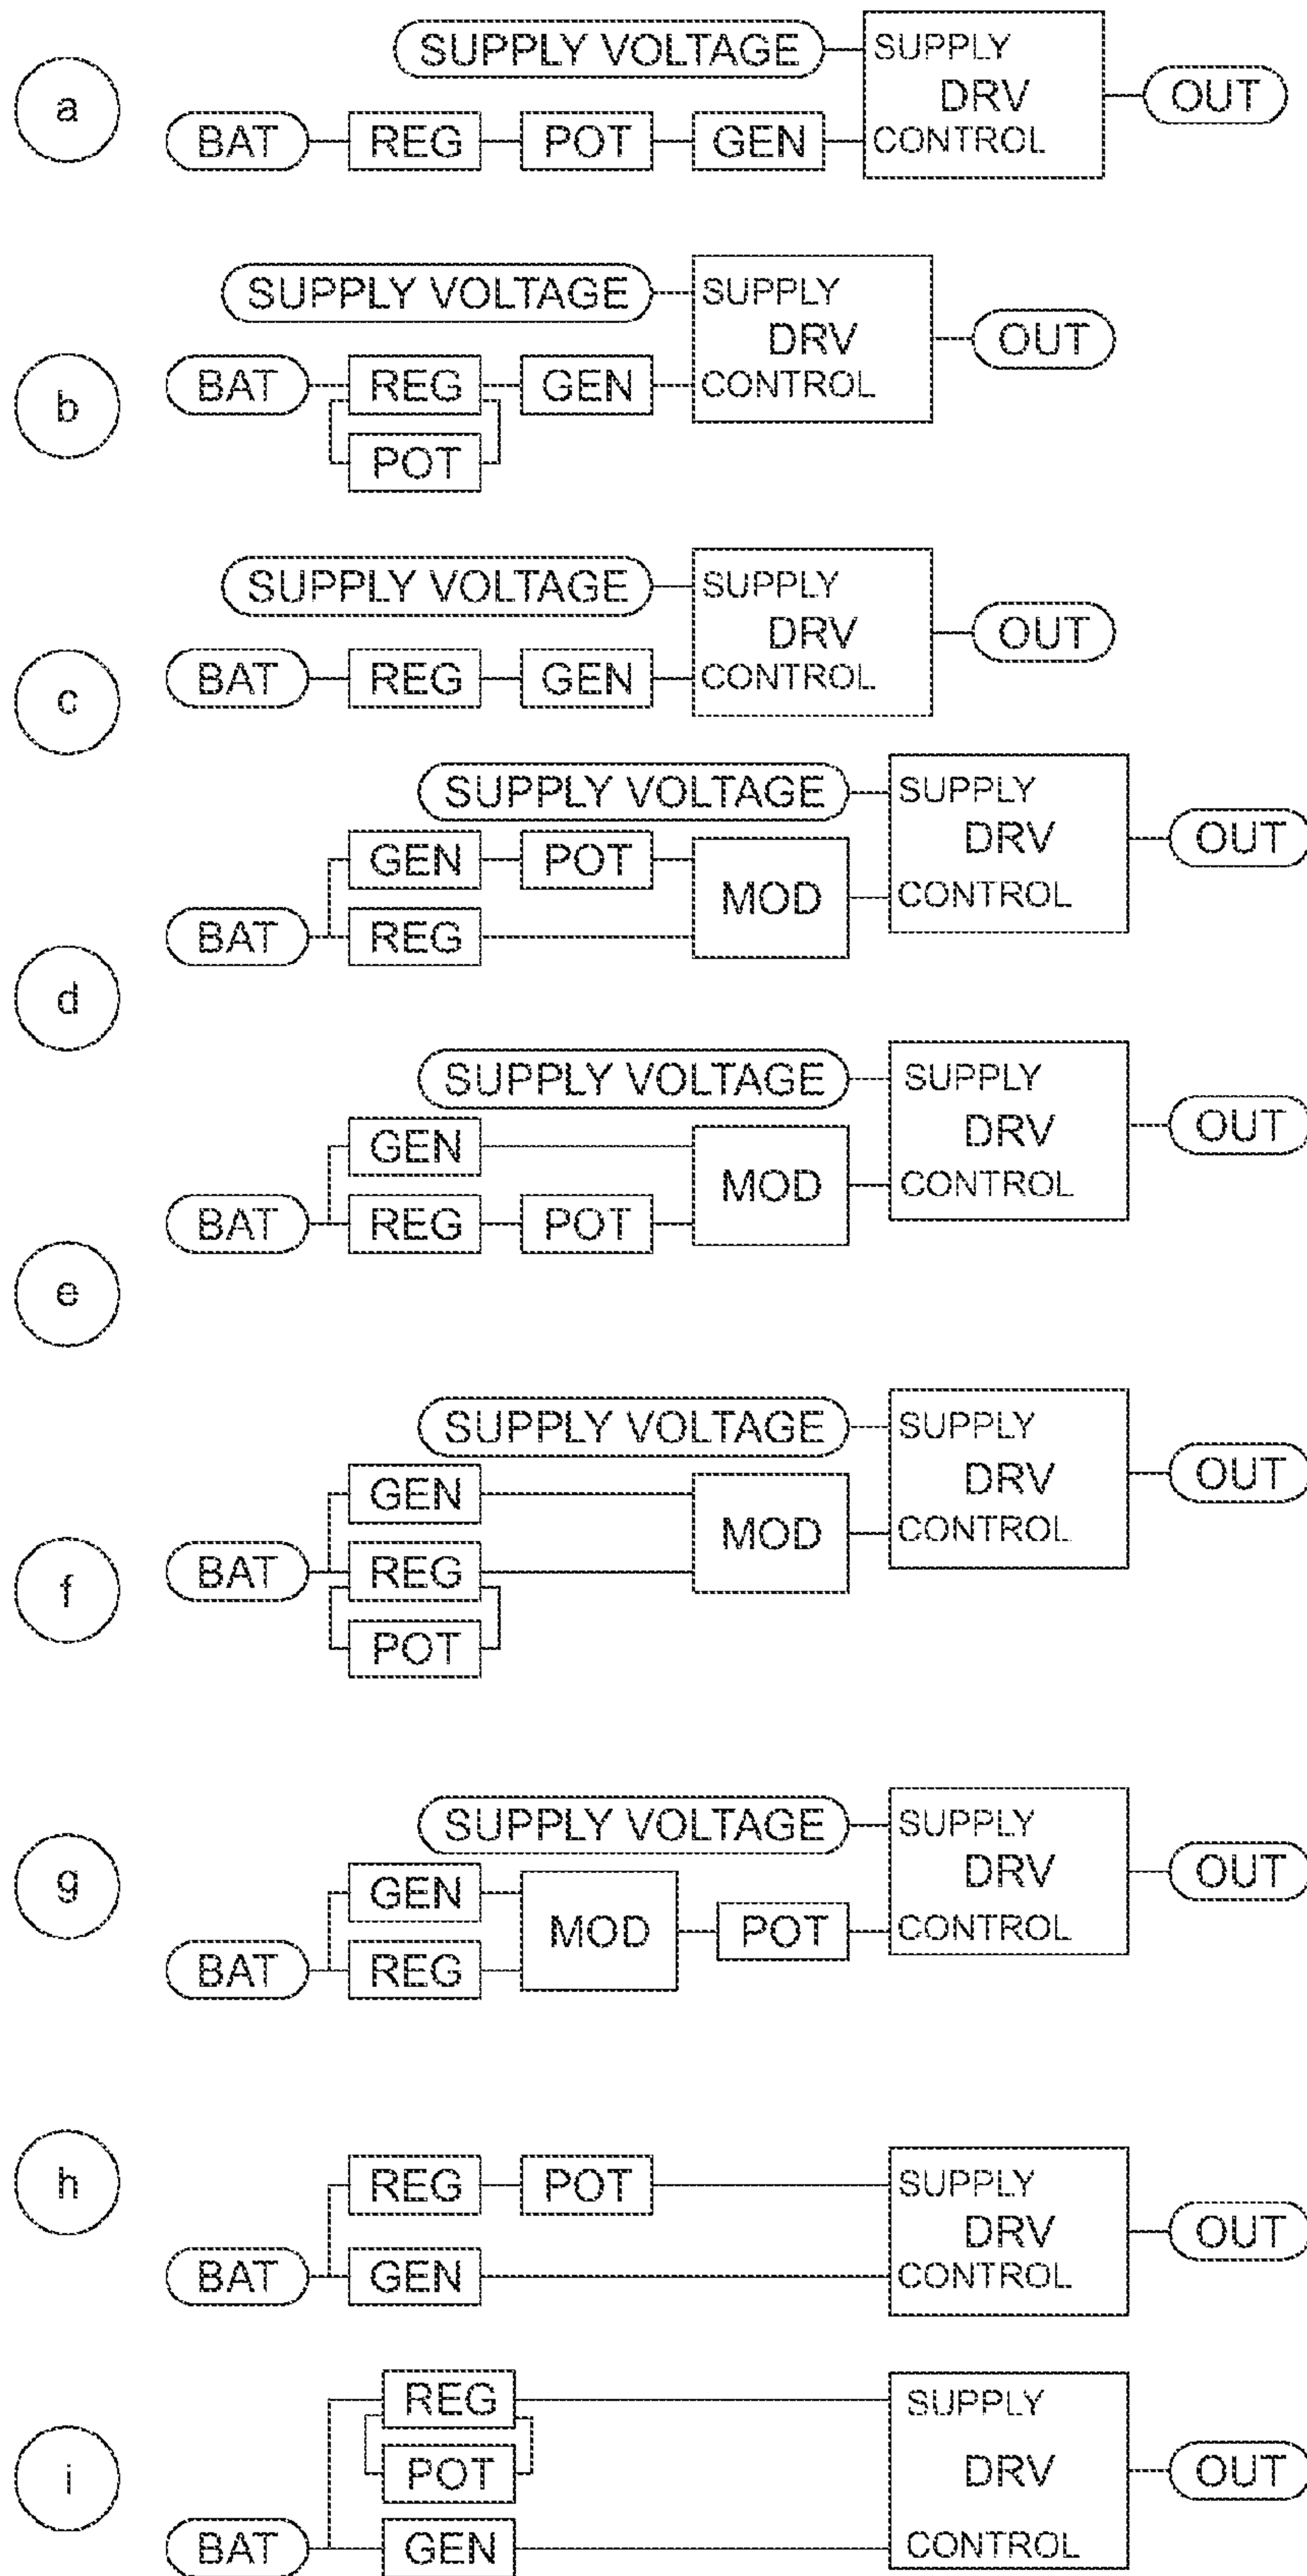 SUPPLY VOLTAGE SUPPLY
a DRV OUT
BAT REG POT GEN CONTROL
SUPPLY VOLTAGE SUPPLY
DRV OUT
b BAT REG GEN CONTROL
POT
SUPPLY VOLTAGE SUPPLY
DRV OUT
c BAT REG GEN CONTROL
SUPPLY VOLTAGE SUPPLY
DRV OUT
GEN POT
MOD CONTROL
BAT REG
d
SUPPLY VOLTAGE SUPPLY
DRV OUT
GEN
MOD CONTROL
BAT REG POT
e
SUPPLY VOLTAGE SUPPLY
DRV OUT
GEN
MOD CONTROL
f BAT REG
POT
SUPPLY VOLTAGE SUPPLY
DRV OUT
g GEN
MOD POT CONTROL
BAT REG
h REG POT SUPPLY
DRV OUT
BAT GEN CONTROL
REG SUPPLY
i POT DRV OUT
BAT GEN CONTROL